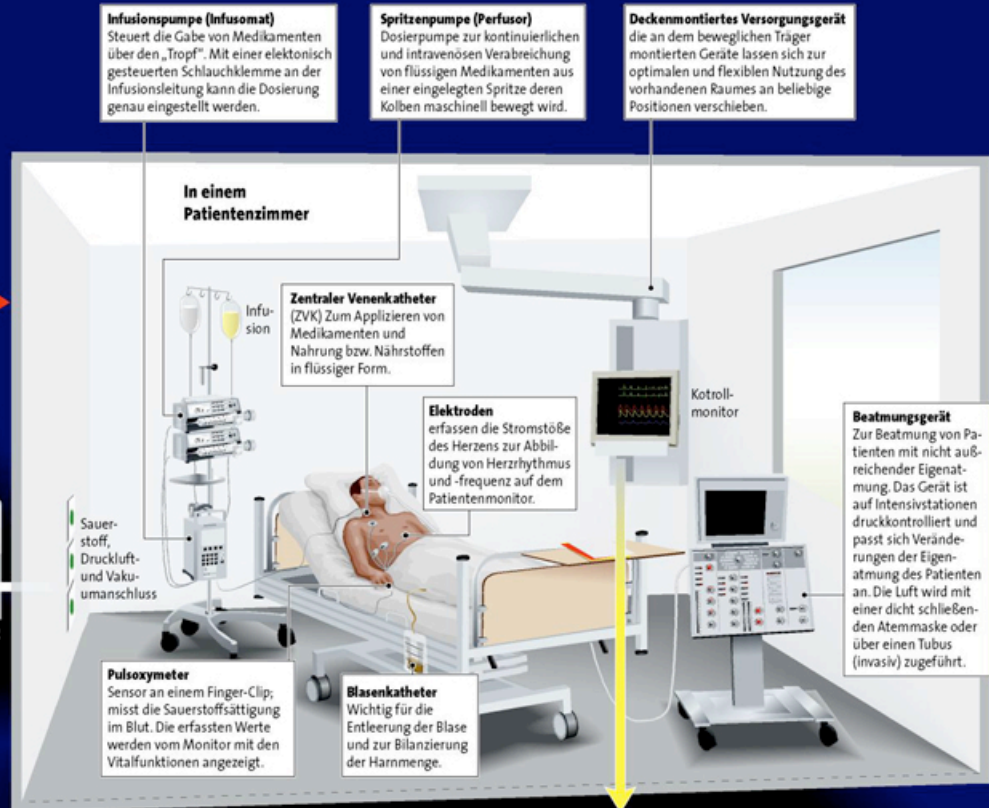 Infusionspumpe (Infusomat)
Steuert die Gabe von Medikamenten
über den „Tropf“. Mit einer elektonisch
gesteuerten Schlauchklemme an der
Infusionsleitung kann die Dosierung
genau eingestellt werden.
Spritzenpumpe (Perfusor)
Dosierpumpe zur kontinuierlichen
und intravenösen Verabreichung
von flüssigen Medikamenten aus
einer eingelegten Spritze deren
Kolben maschinell bewegt wird.
Deckenmontiertes Versorgungsgerät
die an dem beweglichen Träger
montierten Geräte lassen sich zur
optimalen und flexiblen Nutzung des
vorhandenen Raumes an beliebige
Positionen verschieben.
In einem
Patientenzimmer
Infu-
sion
Zentraler Venenkatheter
(ZVK) Zum Applizieren von
Medikamenten und
Nahrung bzw. Nährstoffen
in flüssiger Form.
Elektroden
erfassen die Stromstöße
des Herzens zur Abbil-
dung von Herzrhythmus
und -frequenz auf dem
Patientenmonitor.
Kotroll-
monitor
Beatmungsgerät
Zur Beatmung von Pa-
tienten mit nicht auß-
reichender Eigenat-
mung. Das Gerät ist
auf Intensivstationen
druckkontrolliert und
passt sich Verände-
rungen der Eigen-
atmung des Patienten
an. Die Luft wird mit
einer dicht schließen-
den Atemmaske oder
über einen Tubus
(invasiv) zugeführt.
Sauer-
stoff,
Druckluft-
und Vaku-
umanschluss
Pulsoxymeter
Sensor an einem Finger-Clip;
misst die Sauerstoffsättigung
im Blut. Die erfassten Werte
werden vom Monitor mit den
Vitalfunktionen angezeigt.
Blasenkatheter
Wichtig für die
Entleerung der Blase
und zur Bilanzierung
der Harnmenge.